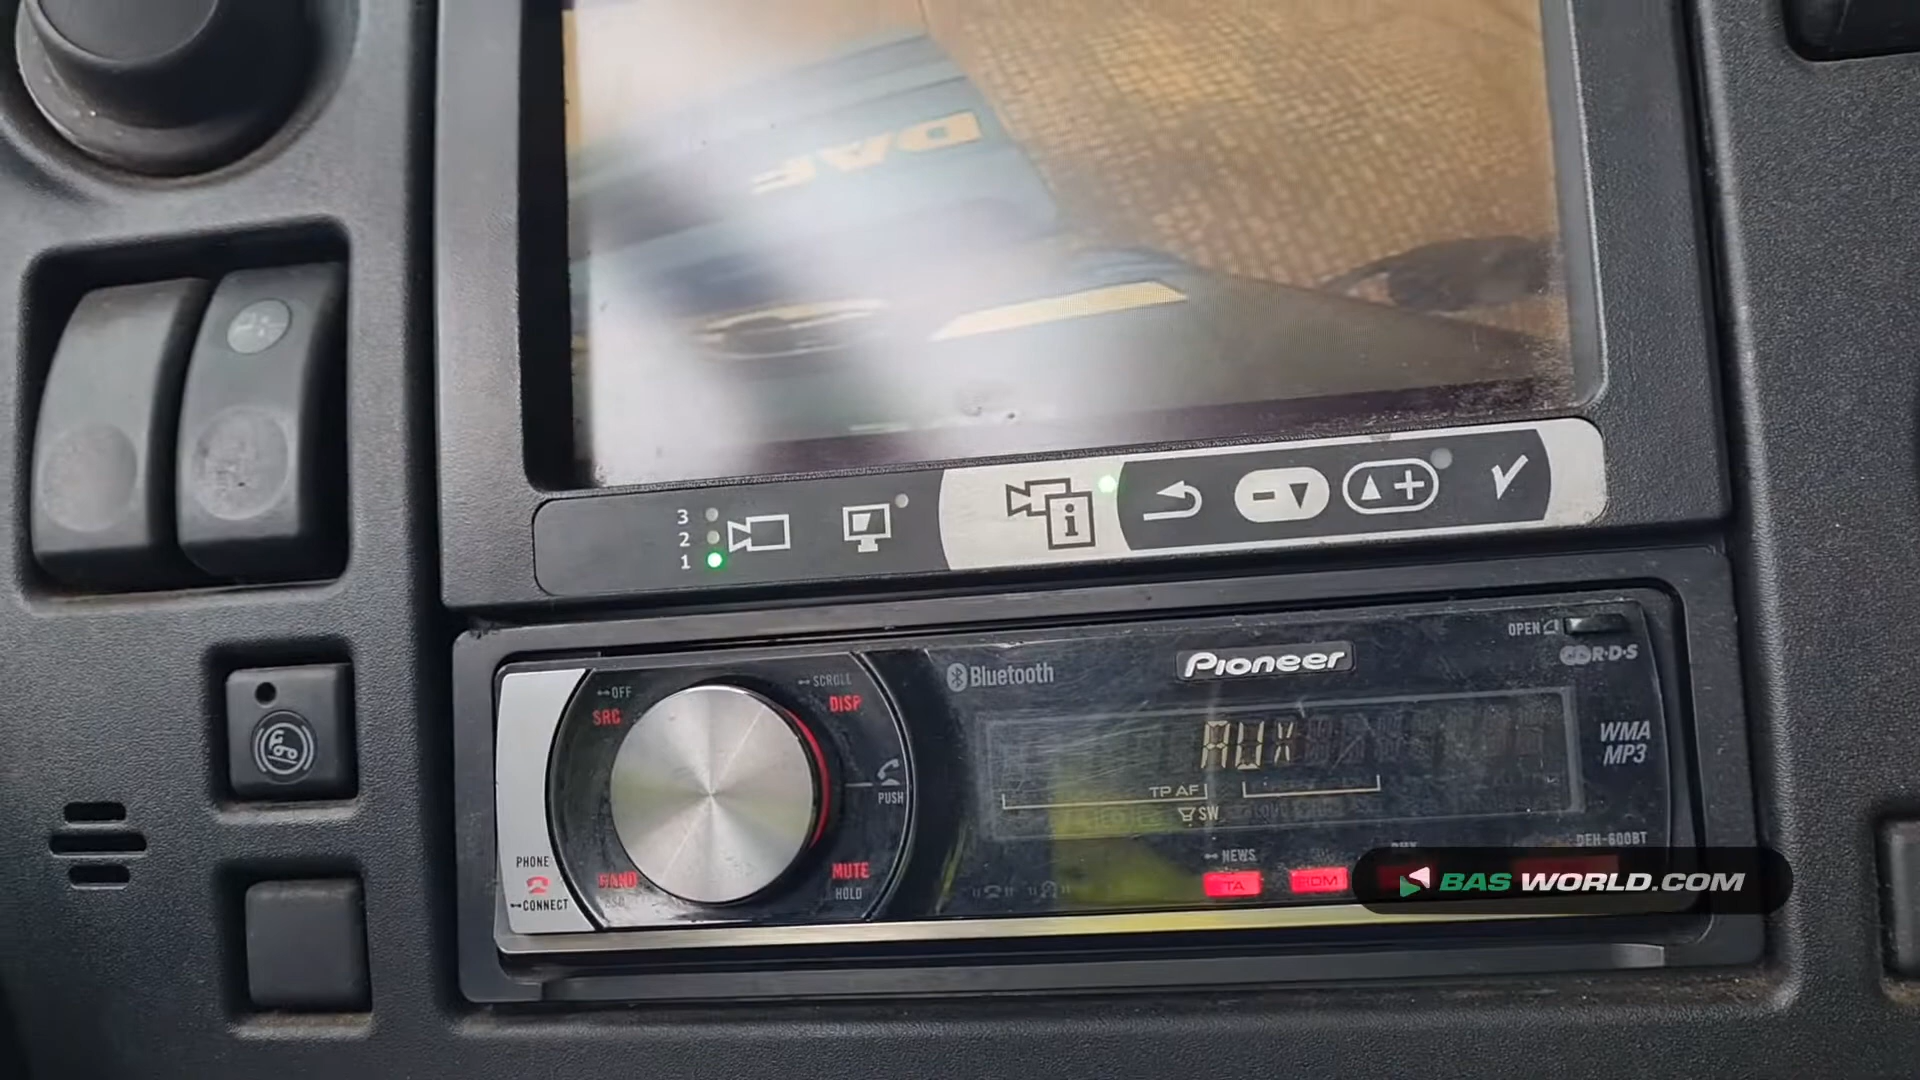 DAF
3
2
1
i
OFF
SRC
SCROLL
DISP
Bluetooth
Pioneer
OPEN
R·D·S
AUX
WMA
MP3
PUSH
TP AF
SW
PHONE
CONNECT
BAND
MUTE
HOLD
NEWS
TA
DEH-600BT
BAS WORLD.COM